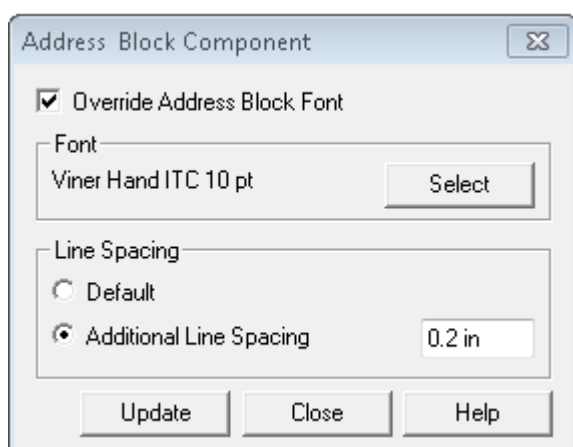 Address Block Component
Override Address Block Font
Font
Viner Hand ITC 10 pt
Select
Line Spacing
Default
Additional Line Spacing
0.2 in
Update
Close
Help